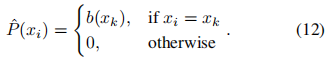 P̂(x_i) = { b(x_k), if x_i = x_k
0, otherwise . (12)